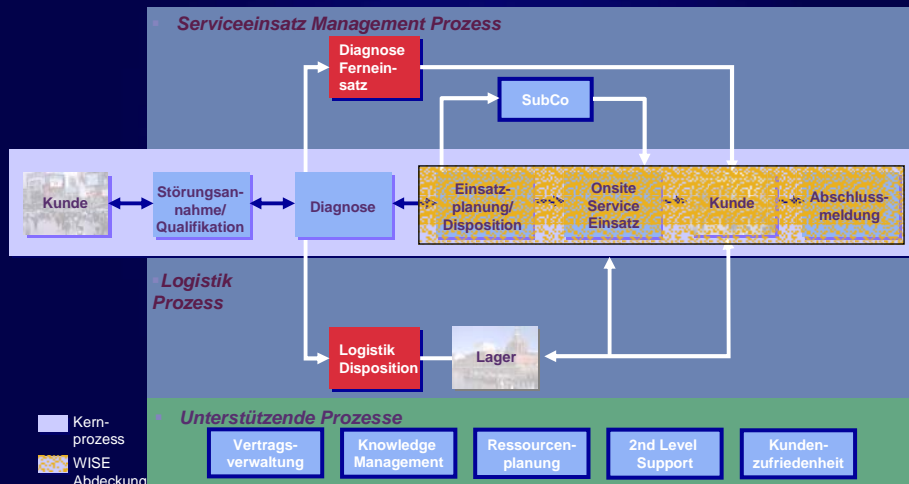 Serviceeinsatz Management Prozess
Diagnose
Fernein-
satz
SubCo
Kunde
Störungsan-
nahme/
Qualifikation
Diagnose
Einsatz-
planung/
Disposition
Onsite
Service
Einsatz
Kunde
Abschluss-
meldung
Logistik
Prozess
Logistik
Disposition
Lager
Unterstützende Prozesse
Kern-
prozess
WISE
Abdeckung
Vertrags-
verwaltung
Knowledge
Management
Ressourcen-
planung
2nd Level
Support
Kunden-
zufriedenheit